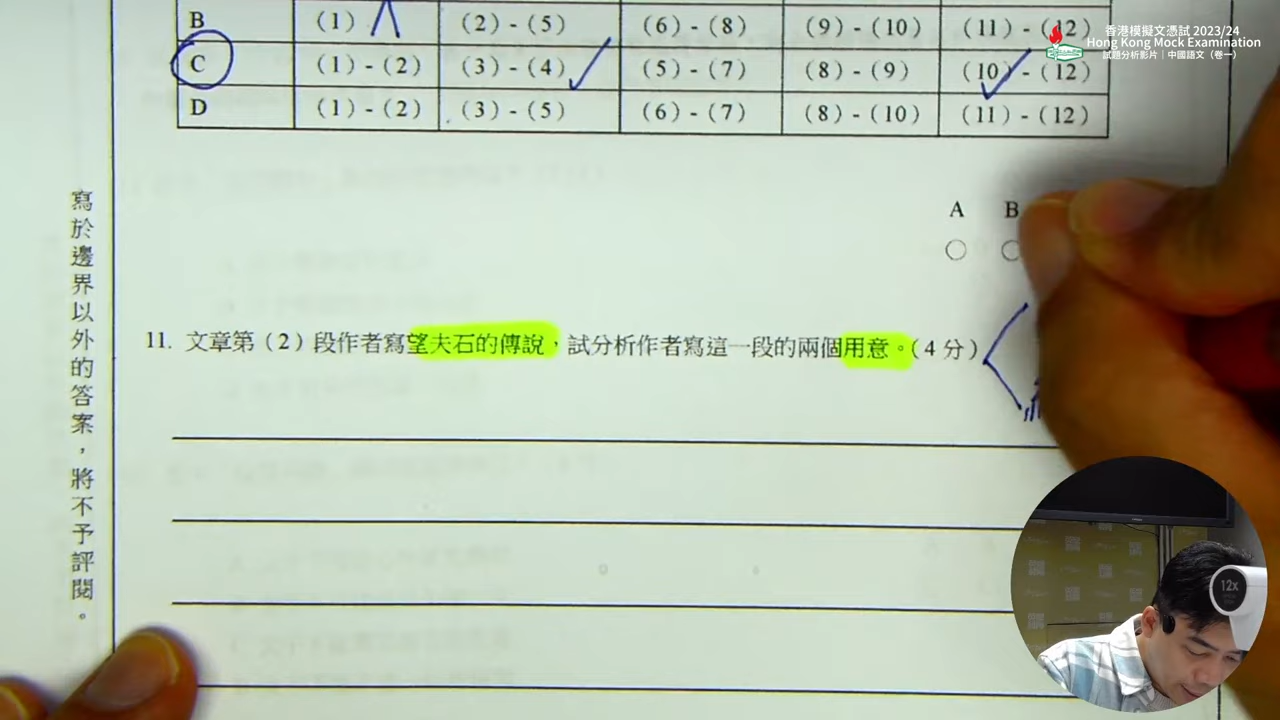 香港模擬文憑試 2023/24
Hong Kong Mock Examination
試題分析影片｜中國語文（卷一）
B (1) (2) - (5) (6) - (8) (9) - (10) (11) - (12)
C (1) - (2) (3) - (4) (5) - (7) (8) - (9) (10) - (12)
D (1) - (2) (3) - (5) (6) - (7) (8) - (10) (11) - (12)
A B
11. 文章第（2）段作者寫望夫石的傳說，試分析作者寫這一段的兩個用意。（4 分）
寫於邊界以外的答案，將不予評閱。
12x